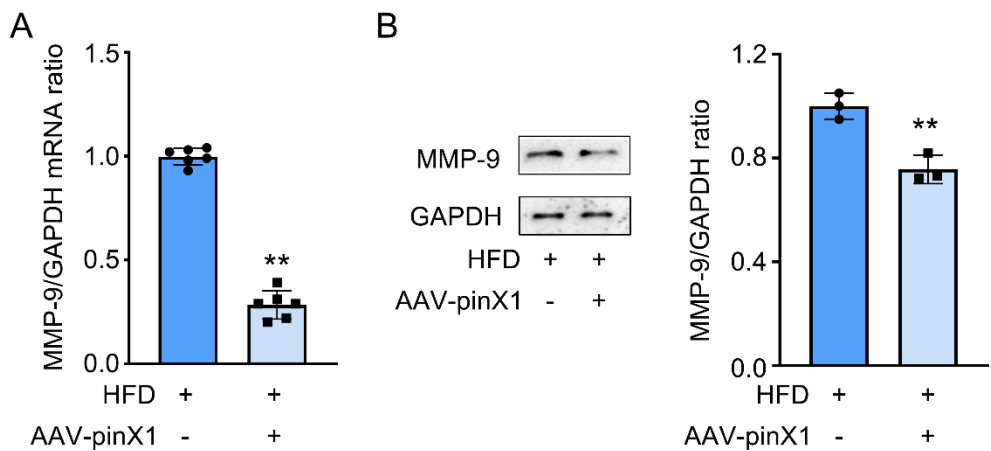 A
MMP-9/GAPDH mRNA ratio
1.5
1.0
0.5
0.0
**
HFD + +
AAV-pinX1 - +
B
MMP-9
GAPDH
HFD + +
AAV-pinX1 - +
MMP-9/GAPDH ratio
1.2
0.8
0.4
0.0
**
HFD + +
AAV-pinX1 - +